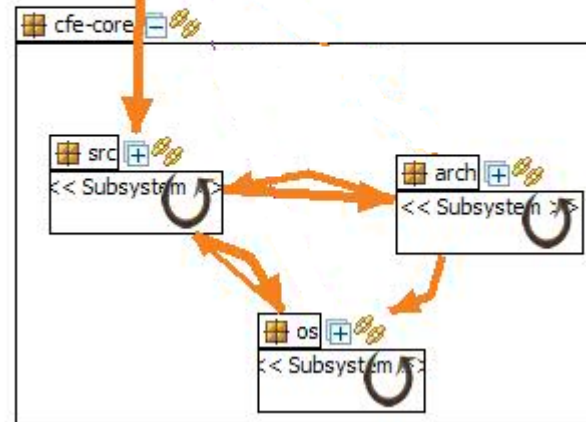 cfe-core
src
<< Subsystem >>
arch
<< Subsystem >>
os
<< Subsystem >>